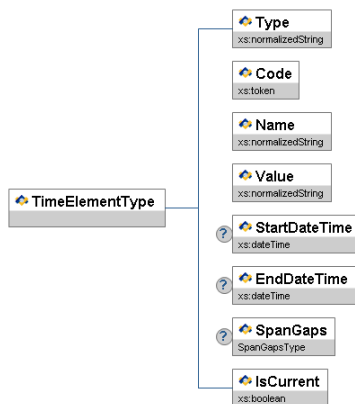 Type
xs:normalizedString
Code
xs:token
Name
xs:normalizedString
Value
xs:normalizedString
TimeElementType
? StartDateTime
xs:dateTime
? EndDateTime
xs:dateTime
? SpanGaps
SpanGapsType
IsCurrent
xs:boolean